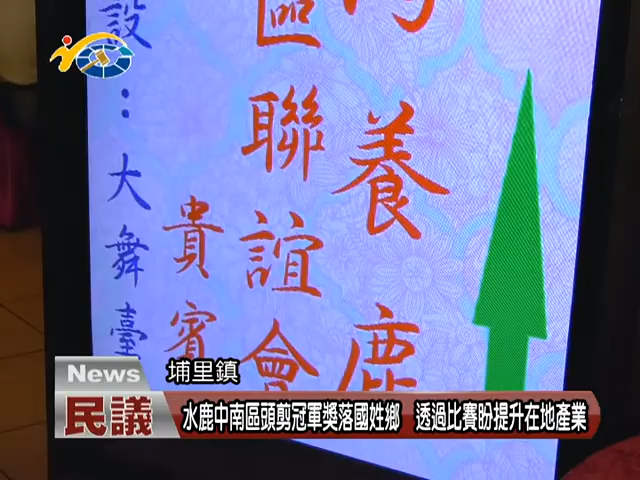 養鹿
區聯誼會
貴賓
設：大舞臺
News
埔里鎮
民議
水鹿中南區頭剪冠軍獎落國姓鄉 透過比賽盼提升在地產業